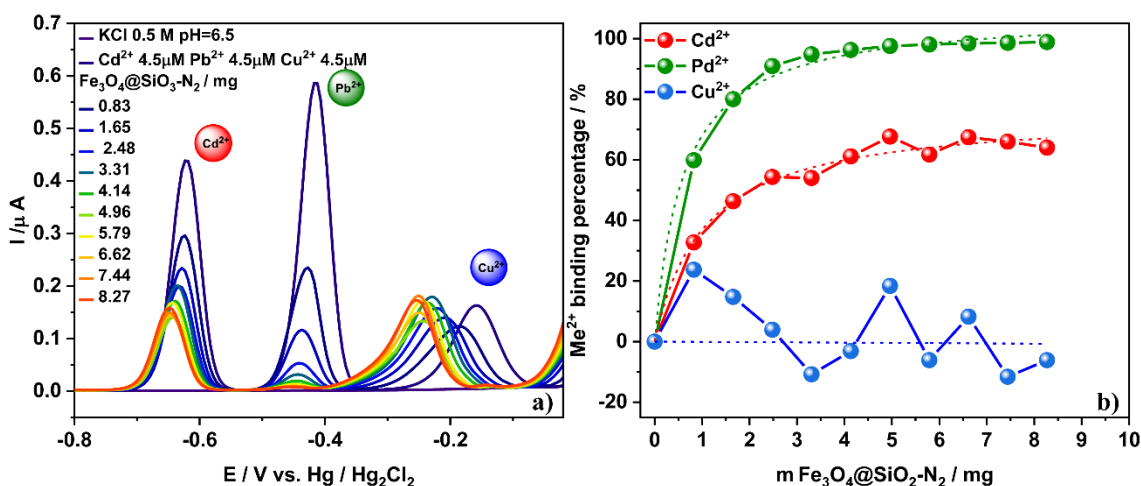 KCl 0.5 M pH=6.5
Cd²⁺ 4.5μM Pb²⁺ 4.5μM Cu²⁺ 4.5μM
Fe₃O₄@SiO₃-N₂ / mg
0.83
1.65
2.48
3.31
4.14
4.96
5.79
6.62
7.44
8.27
Cd²⁺
Pb²⁺
Cu²⁺
0.7
0.6
0.5
0.4
0.3
0.2
0.1
0.0
I /μ A
-0.8
-0.6
-0.4
-0.2
E / V vs. Hg / Hg₂Cl₂
a)
Cd²⁺
Pd²⁺
Cu²⁺
100
80
60
40
20
0
-20
Me²⁺ binding percentage / %
0 1 2 3 4 5 6 7 8 9 10
m Fe₃O₄@SiO₂-N₂ / mg
b)